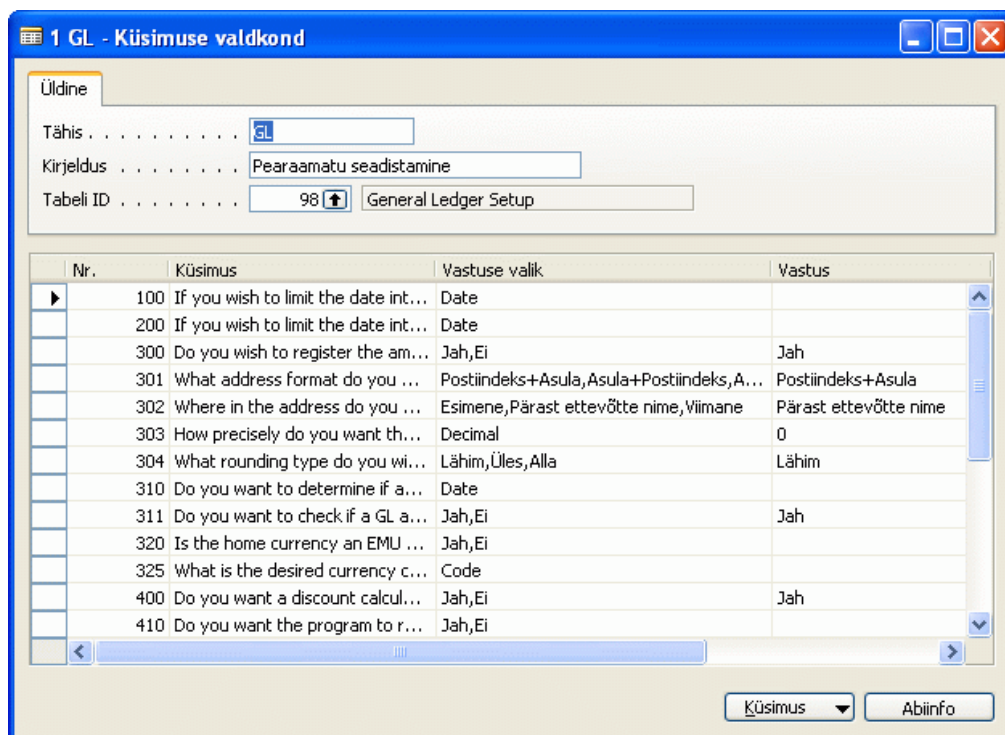 1 GL - Küsimuse valdkond
Üldine
Tähis . . . . . . . . . . GL
Kirjeldus . . . . . . . . Pearaamatu seadistamine
Tabeli ID . . . . . . . . 98 General Ledger Setup
Nr. Küsimus Vastuse valik Vastus
100 If you wish to limit the date int... Date
200 If you wish to limit the date int... Date
300 Do you wish to register the am... Jah,Ei Jah
301 What address format do you ... Postiindeks+Asula,Asula+Postiindeks,A... Postiindeks+Asula
302 Where in the address do you ... Esimene,Pärast ettevõtte nime,Viimane Pärast ettevõtte nime
303 How precisely do you want th... Decimal 0
304 What rounding type do you wi... Lähim,Üles,Alla Lähim
310 Do you want to determine if a... Date
311 Do you want to check if a GL a... Jah,Ei Jah
320 Is the home currency an EMU ... Jah,Ei
325 What is the desired currency c... Code
400 Do you want a discount calcul... Jah,Ei Jah
410 Do you want the program to r... Jah,Ei
Küsimus Abiinfo